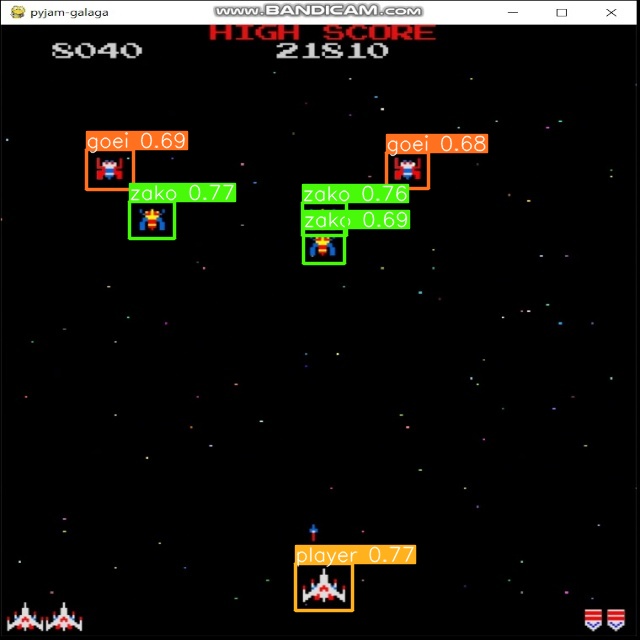 pyjam-galaga
www.BANDICAM.com
HIGH SCORE
8040
21810
goei 0.69
goei 0.68
zako 0.77
zako 0.76
zako 0.69
player 0.77